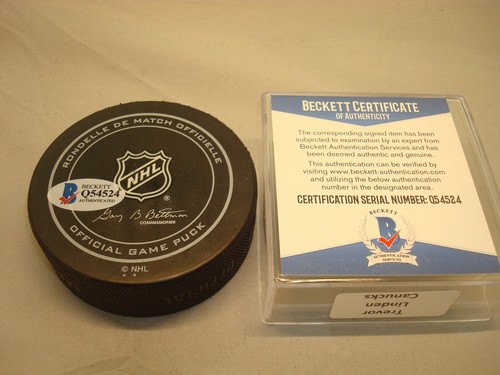 RONDELLE DE MATCH OFFICIELLE
NHL
®
BECKETT
Q54524
AUTHENTICATED
Gary B Bettman
COMMISSIONER
OFFICIAL GAME PUCK
© NHL
OFFICIAL
BECKETT CERTIFICATE
OF AUTHENTICITY
The corresponding signed item has been
subjected to examination by an expert from
Beckett Authentication Services and has
been deemed authentic and genuine.
This authentication can be verified by
visiting www.beckett-authentication.com
and utilizing the below authentication
number in the designated area.
CERTIFICATION SERIAL NUMBER: Q54524
BECKETT
B
AUTHENTICATION
SERVICES
Trevor
Linden
Canucks